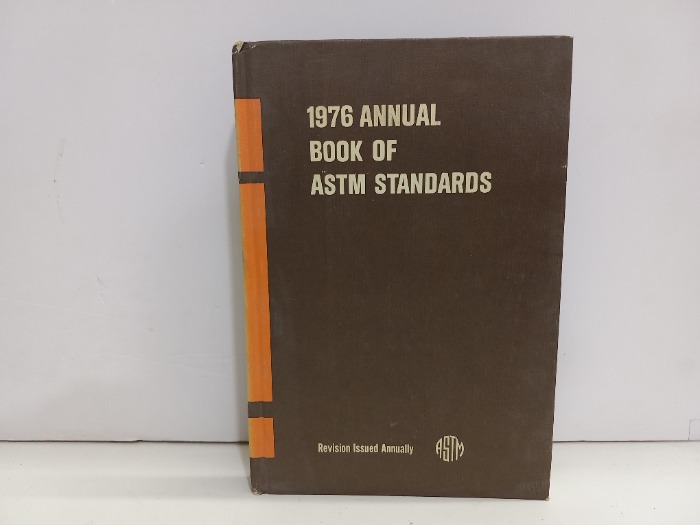 1976 ANNUAL
BOOK OF
ASTM STANDARDS
Revision Issued Annually
ASTM